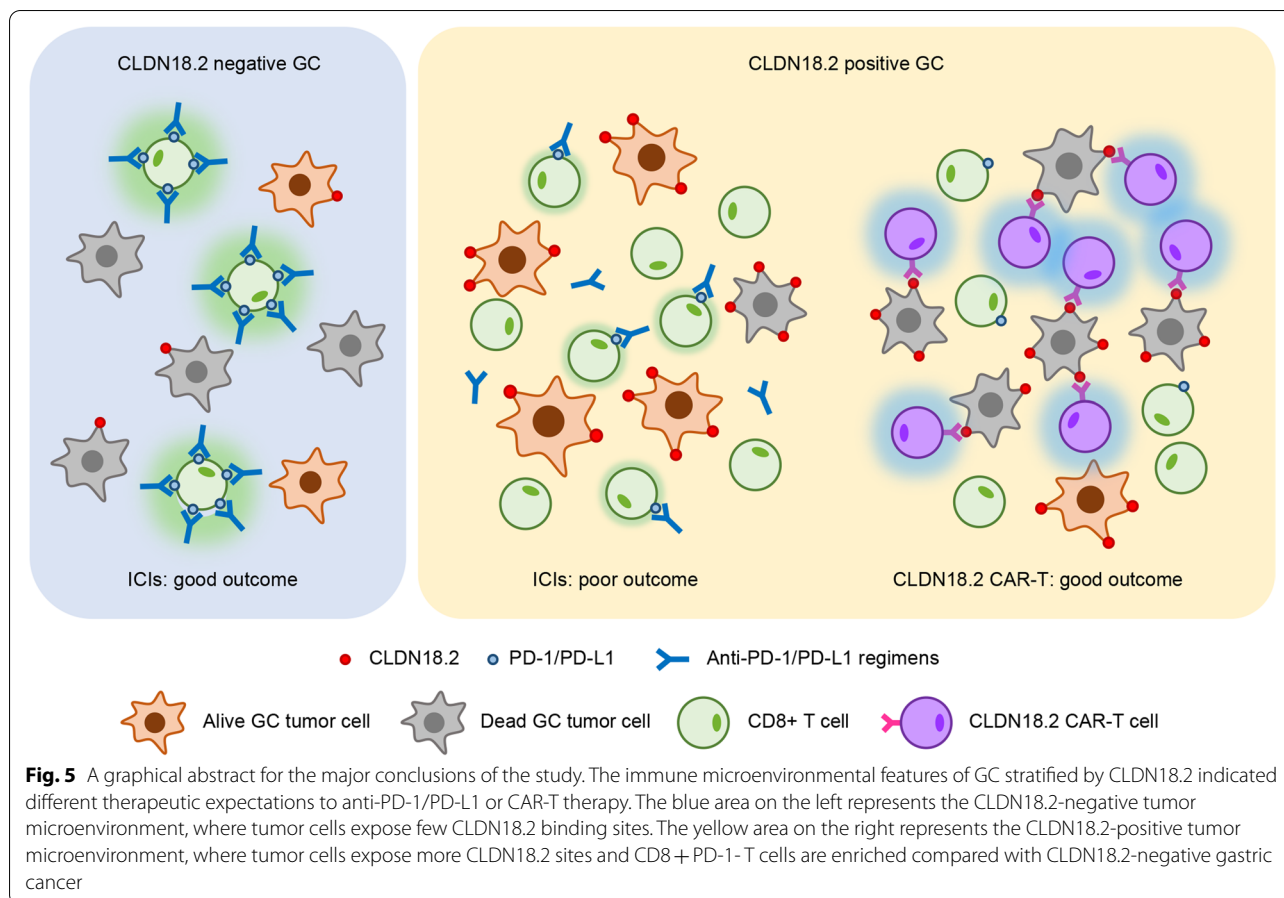 CLDN18.2 negative GC
CLDN18.2 positive GC
ICIs: good outcome
ICIs: poor outcome
CLDN18.2 CAR-T: good outcome
CLDN18.2
PD-1/PD-L1
Anti-PD-1/PD-L1 regimens
Alive GC tumor cell
Dead GC tumor cell
CD8+ T cell
CLDN18.2 CAR-T cell
Fig. 5 A graphical abstract for the major conclusions of the study. The immune microenvironmental features of GC stratified by CLDN18.2 indicated
different therapeutic expectations to anti-PD-1/PD-L1 or CAR-T therapy. The blue area on the left represents the CLDN18.2-negative tumor
microenvironment, where tumor cells expose few CLDN18.2 binding sites. The yellow area on the right represents the CLDN18.2-positive tumor
microenvironment, where tumor cells expose more CLDN18.2 sites and CD8 + PD-1- T cells are enriched compared with CLDN18.2-negative gastric
cancer